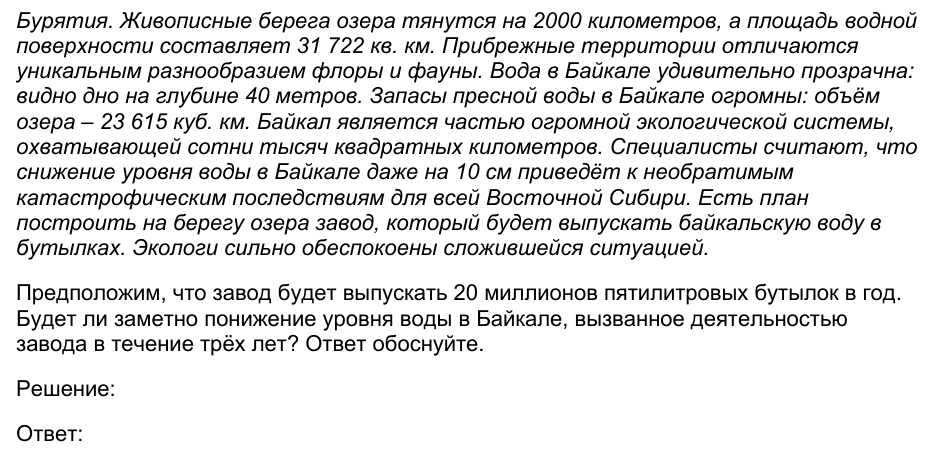 Бурятия. Живописные берега озера тянутся на 2000 километров, а площадь водной
поверхности составляет 31 722 кв. км. Прибрежные территории отличаются
уникальным разнообразием флоры и фауны. Вода в Байкале удивительно прозрачна:
видно дно на глубине 40 метров. Запасы пресной воды в Байкале огромны: объём
озера – 23 615 куб. км. Байкал является частью огромной экологической системы,
охватывающей сотни тысяч квадратных километров. Специалисты считают, что
снижение уровня воды в Байкале даже на 10 см приведёт к необратимым
катастрофическим последствиям для всей Восточной Сибири. Есть план
построить на берегу озера завод, который будет выпускать байкальскую воду в
бутылках. Экологи сильно обеспокоены сложившейся ситуацией.
Предположим, что завод будет выпускать 20 миллионов пятилитровых бутылок в год.
Будет ли заметно понижение уровня воды в Байкале, вызванное деятельностью
завода в течение трёх лет? Ответ обоснуйте.
Решение:
Ответ: